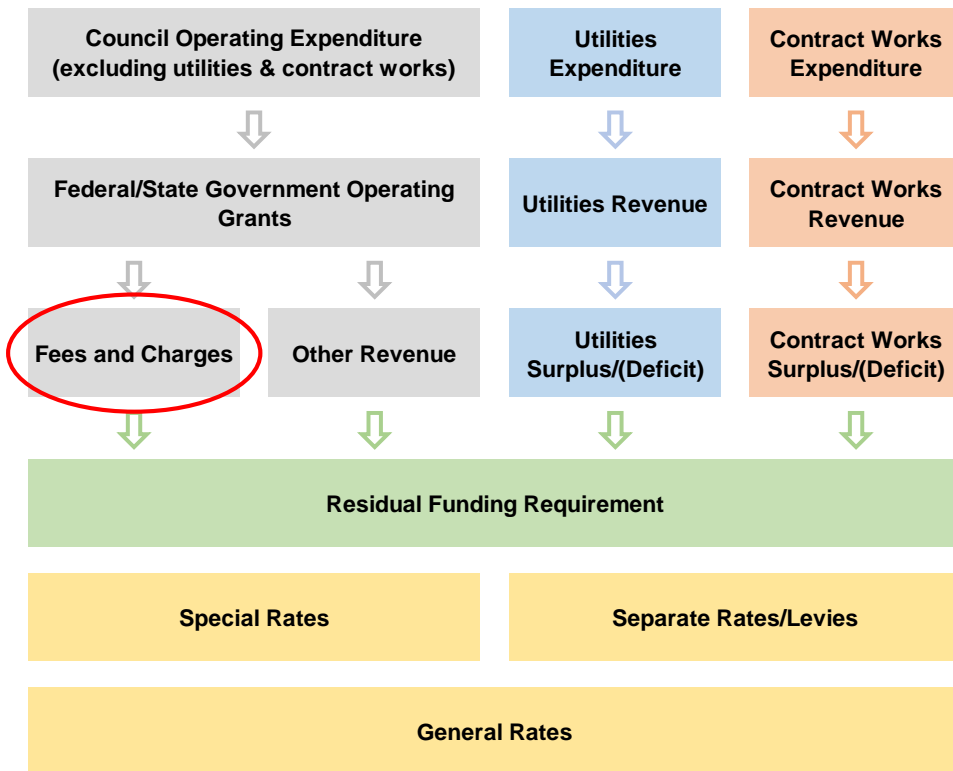 Council Operating Expenditure
(excluding utilities & contract works)
Utilities
Expenditure
Contract Works
Expenditure
Federal/State Government Operating
Grants
Utilities Revenue
Contract Works
Revenue
Fees and Charges
Other Revenue
Utilities
Surplus/(Deficit)
Contract Works
Surplus/(Deficit)
Residual Funding Requirement
Special Rates
Separate Rates/Levies
General Rates